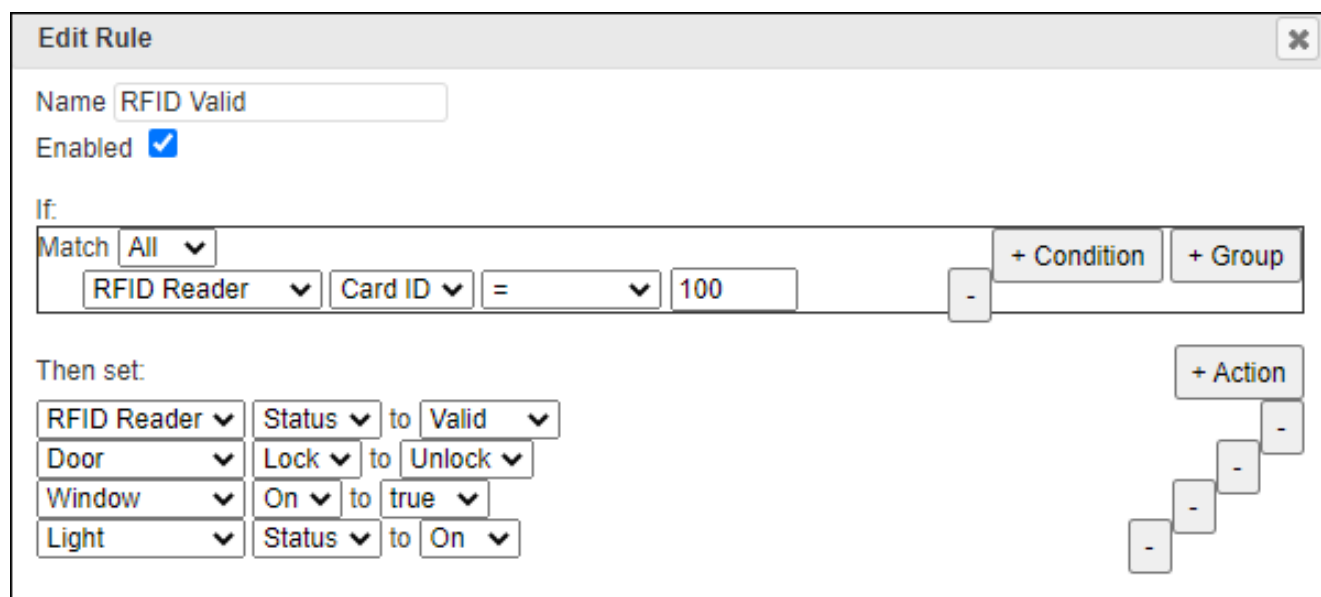 Edit Rule
Name RFID Valid
Enabled
If:
Match All + Condition + Group
RFID Reader Card ID = 100 -
Then set: + Action
RFID Reader Status to Valid -
Door Lock to Unlock -
Window On to true -
Light Status to On -